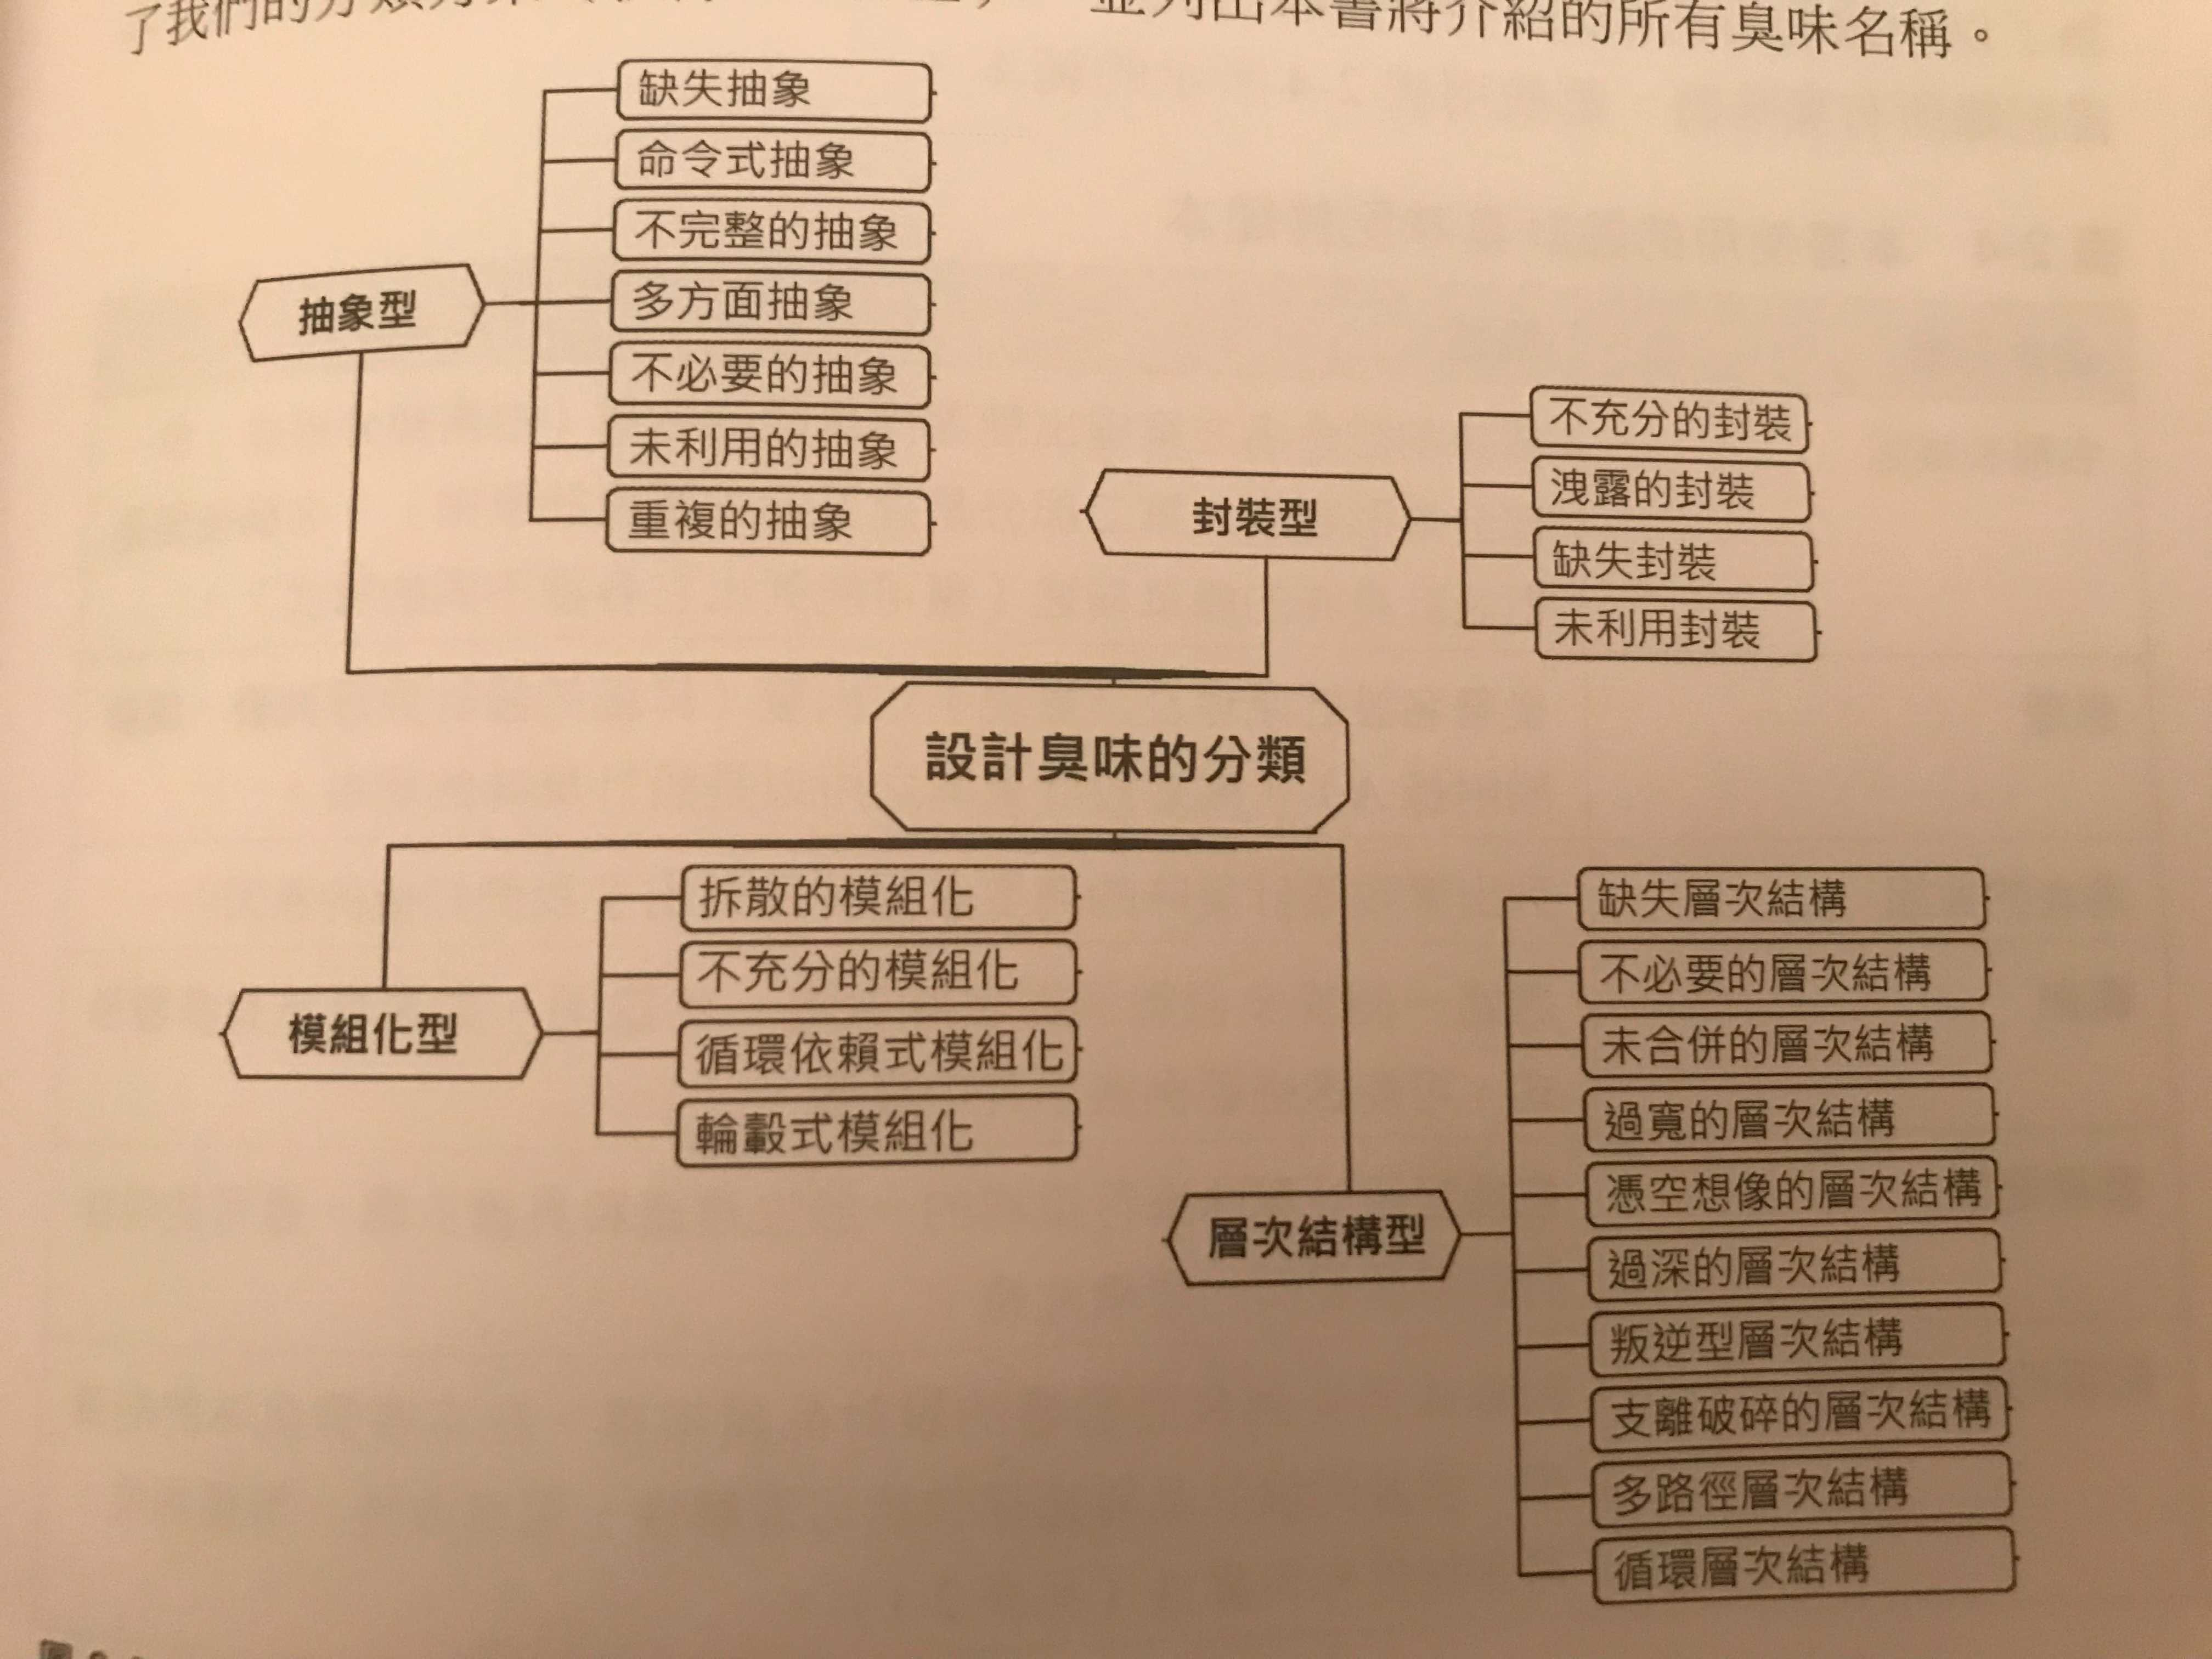 了我們的分類方案
並列出本書將介紹的所有臭味名稱。
抽象型
缺失抽象
命令式抽象
不完整的抽象
多方面抽象
不必要的抽象
未利用的抽象
重複的抽象
封裝型
不充分的封裝
洩露的封裝
缺失封裝
未利用封裝
設計臭味的分類
模組化型
拆散的模組化
不充分的模組化
循環依賴式模組化
輪轂式模組化
層次結構型
缺失層次結構
不必要的層次結構
未合併的層次結構
過寬的層次結構
憑空想像的層次結構
過深的層次結構
叛逆型層次結構
支離破碎的層次結構
多路徑層次結構
循環層次結構